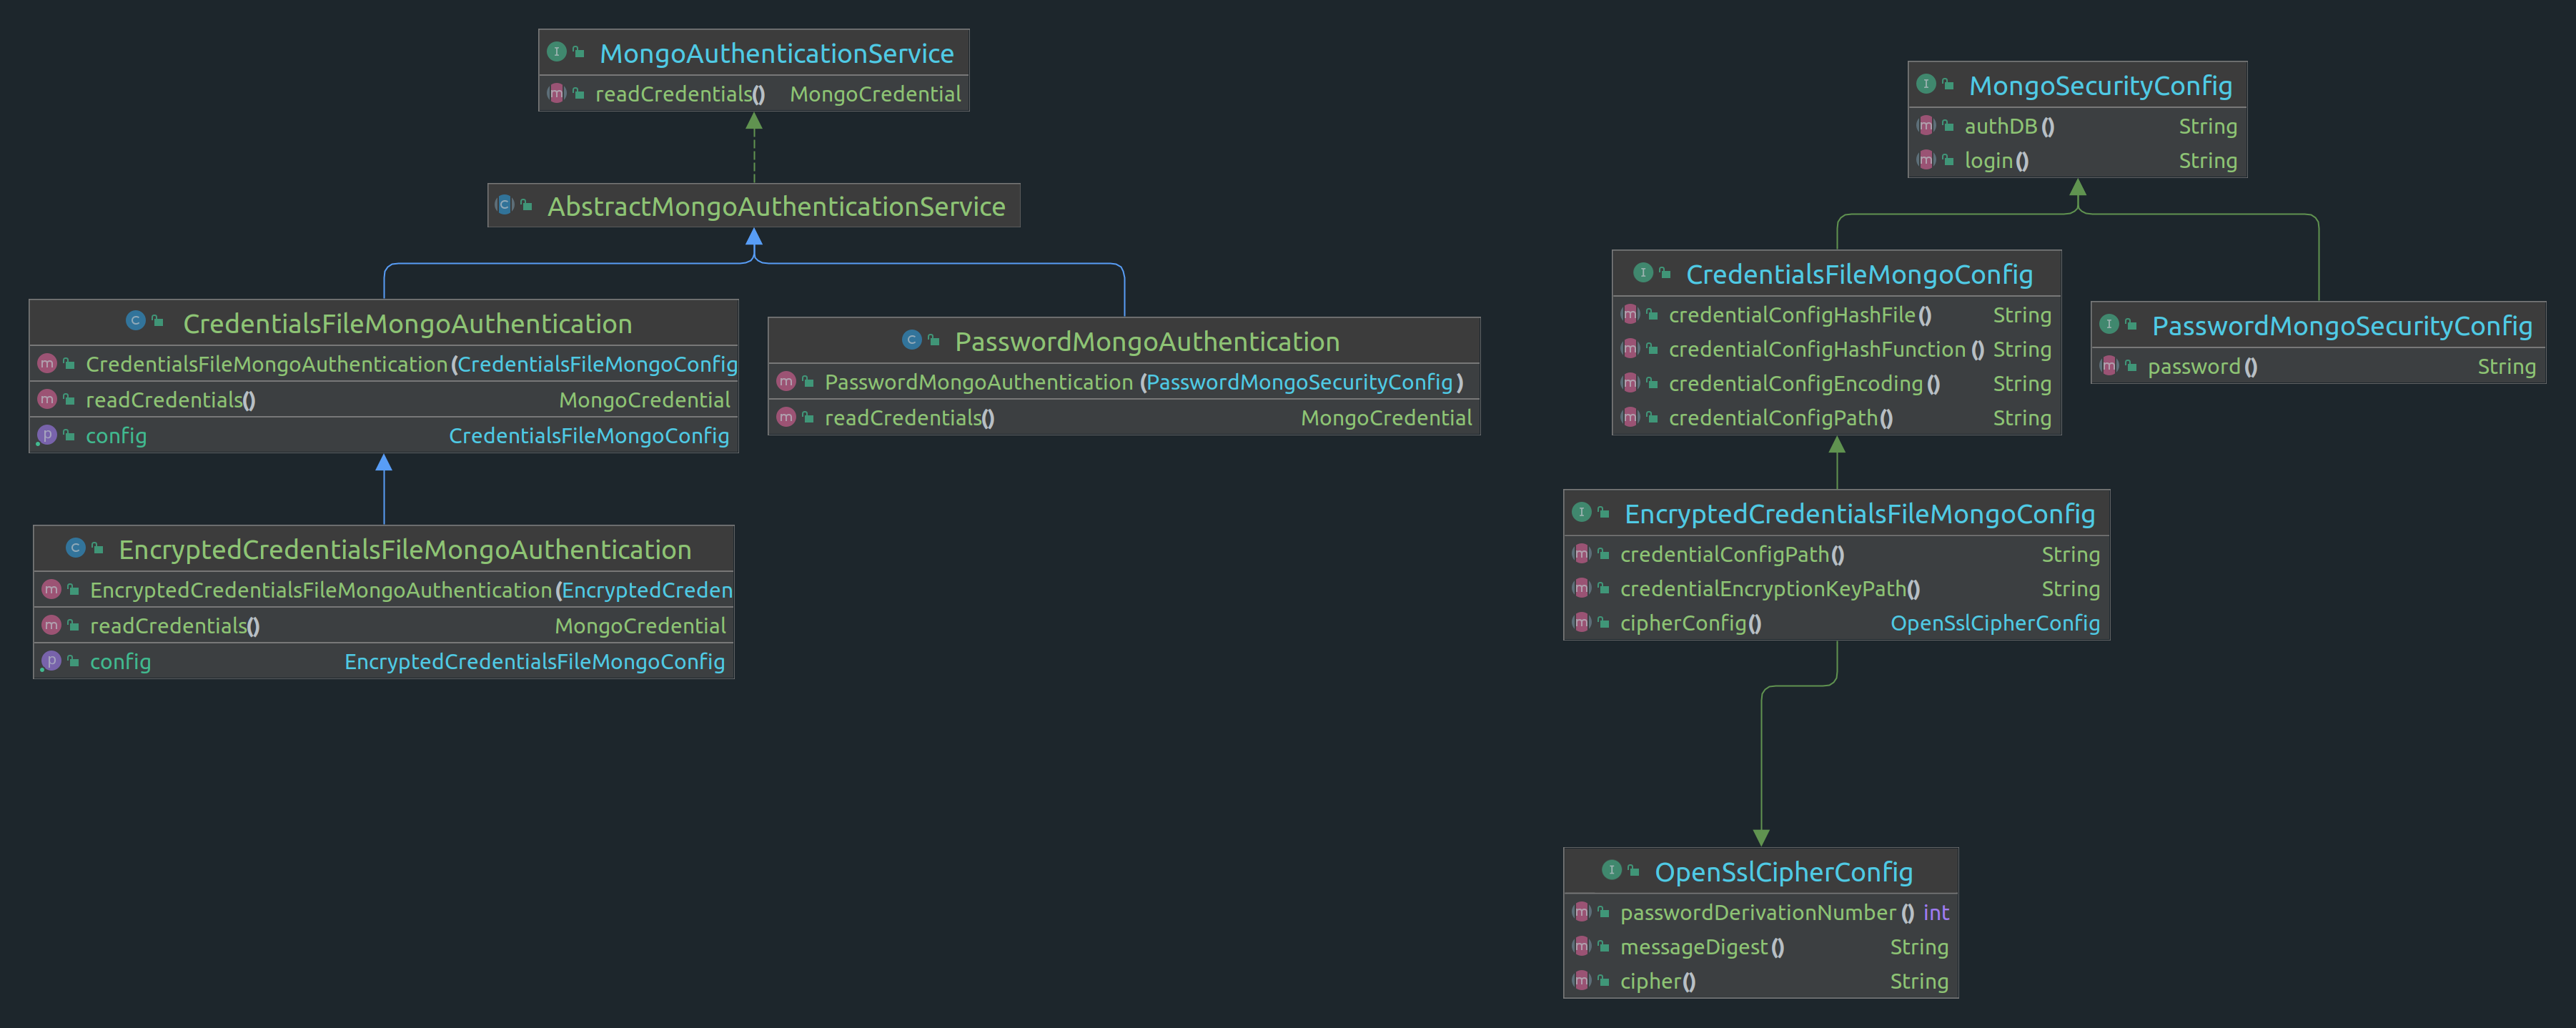 MongoAuthenticationService
readCredentials() MongoCredential
AbstractMongoAuthenticationService
CredentialsFileMongoAuthentication
CredentialsFileMongoAuthentication(CredentialsFileMongoConfig
readCredentials() MongoCredential
config CredentialsFileMongoConfig
PasswordMongoAuthentication
PasswordMongoAuthentication (PasswordMongoSecurityConfig)
readCredentials() MongoCredential
EncryptedCredentialsFileMongoAuthentication
EncryptedCredentialsFileMongoAuthentication(EncryptedCreden
readCredentials() MongoCredential
config EncryptedCredentialsFileMongoConfig
MongoSecurityConfig
authDB() String
login() String
CredentialsFileMongoConfig
credentialConfigHashFile() String
credentialConfigHashFunction() String
credentialConfigEncoding() String
credentialConfigPath() String
PasswordMongoSecurityConfig
password() String
EncryptedCredentialsFileMongoConfig
credentialConfigPath() String
credentialEncryptionKeyPath() String
cipherConfig() OpenSslCipherConfig
OpenSslCipherConfig
passwordDerivationNumber() int
messageDigest() String
cipher() String